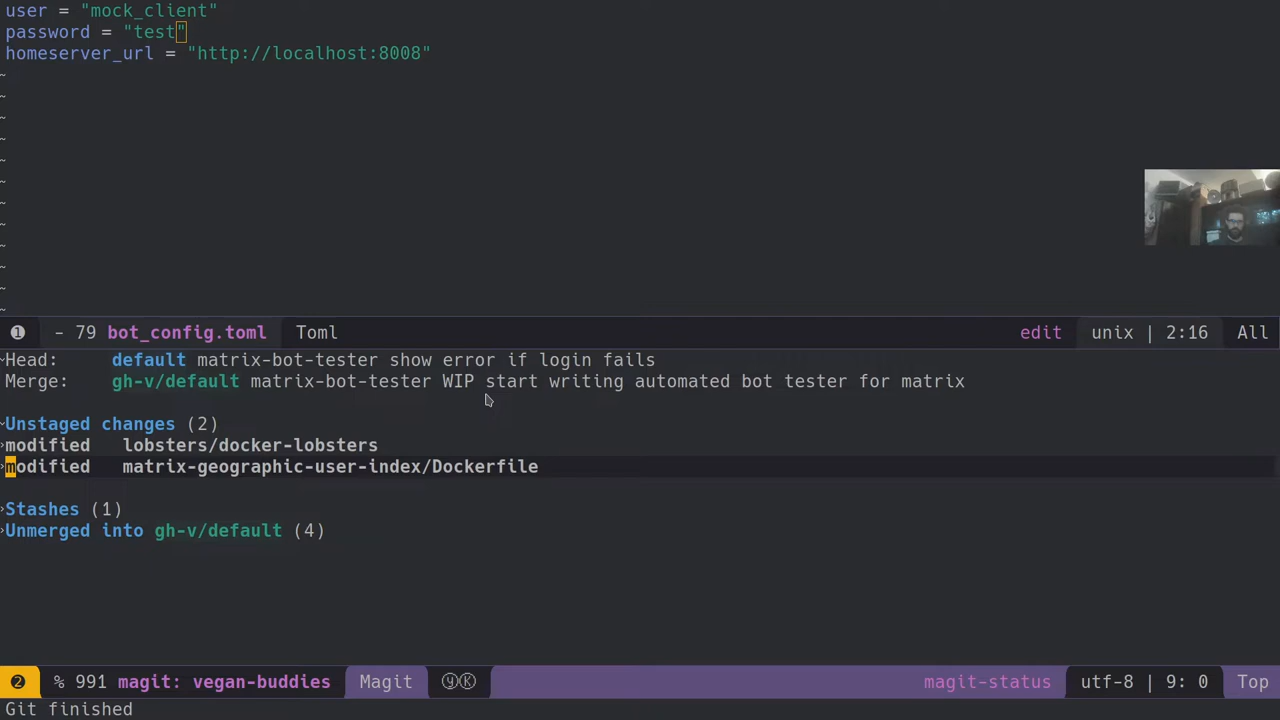 user = "mock_client"
password = "test"
homeserver_url = "http://localhost:8008"
~
~
~
~
~
~
~
~
~
~
~
~
❶ - 79 bot_config.toml Toml edit unix | 2:16 All
Head: default matrix-bot-tester show error if login fails
Merge: gh-v/default matrix-bot-tester WIP start writing automated bot tester for matrix
Unstaged changes (2)
modified lobsters/docker-lobsters
modified matrix-geographic-user-index/Dockerfile
Stashes (1)
Unmerged into gh-v/default (4)
❷ % 991 magit: vegan-buddies Magit ⓨⓀ magit-status utf-8 | 9: 0 Top
Git finished